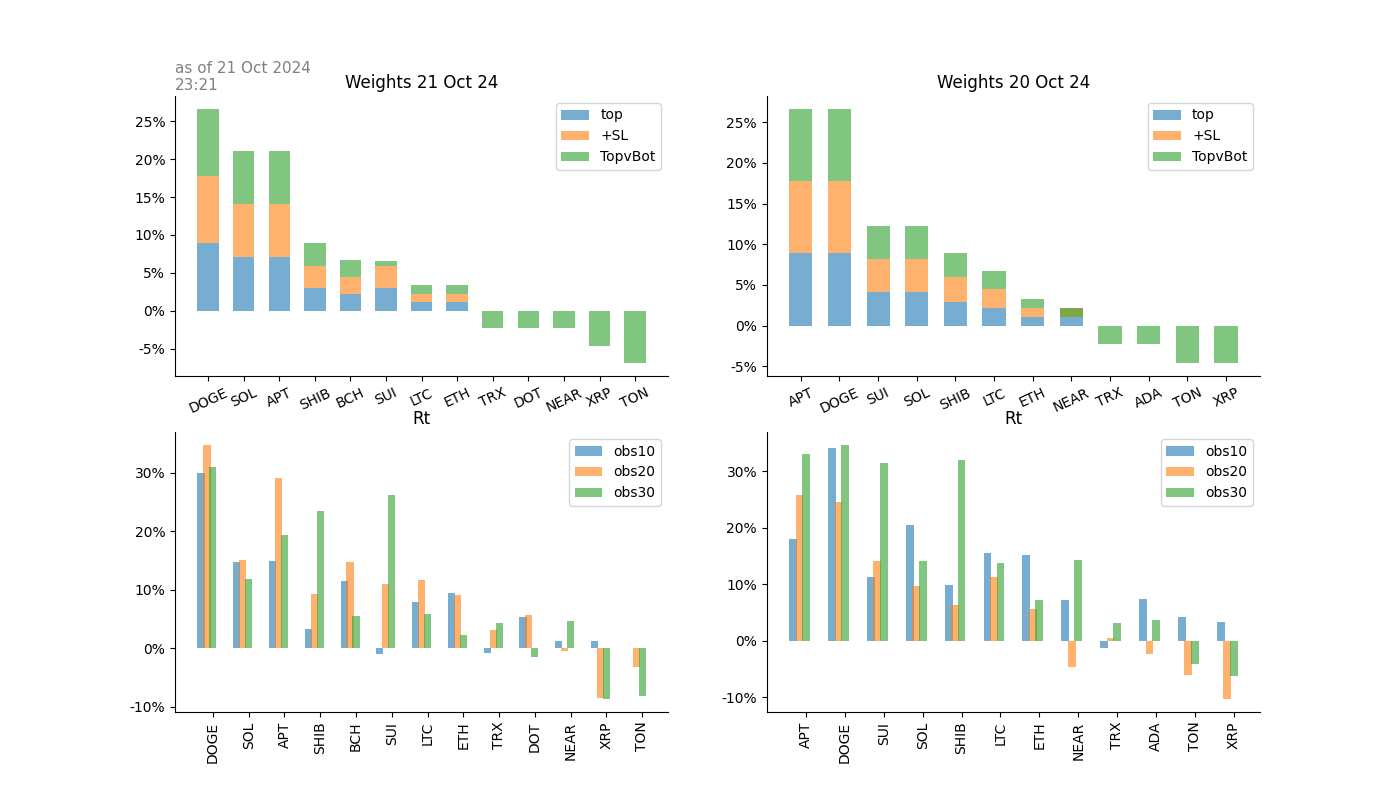 as of 21 Oct 2024
23:21
Weights 21 Oct 24
25%
20%
15%
10%
5%
0%
-5%
top
+SL
TopvBot
DOGE SOL APT SHIB BCH SUI LTC ETH TRX DOT NEAR XRP TON
Weights 20 Oct 24
25%
20%
15%
10%
5%
0%
-5%
top
+SL
TopvBot
APT DOGE SUI SOL SHIB LTC ETH NEAR TRX ADA TON XRP
Rt
30%
20%
10%
0%
-10%
obs10
obs20
obs30
DOGE SOL APT SHIB BCH SUI LTC ETH TRX DOT NEAR XRP TON
Rt
30%
20%
10%
0%
-10%
obs10
obs20
obs30
APT DOGE SUI SOL SHIB LTC ETH NEAR TRX ADA TON XRP